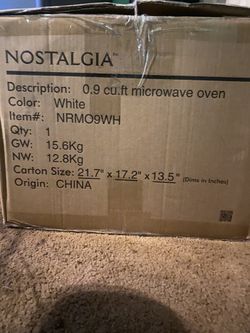 NOSTALGIA™
Description: 0.9 cu.ft microwave oven
Color: White
Item#: NRMO9WH
Qty: 1
GW: 15.6Kg
NW: 12.8Kg
Carton Size: 21.7" x 17.2" x 13.5" (Dims in Inches)
Origin: CHINA